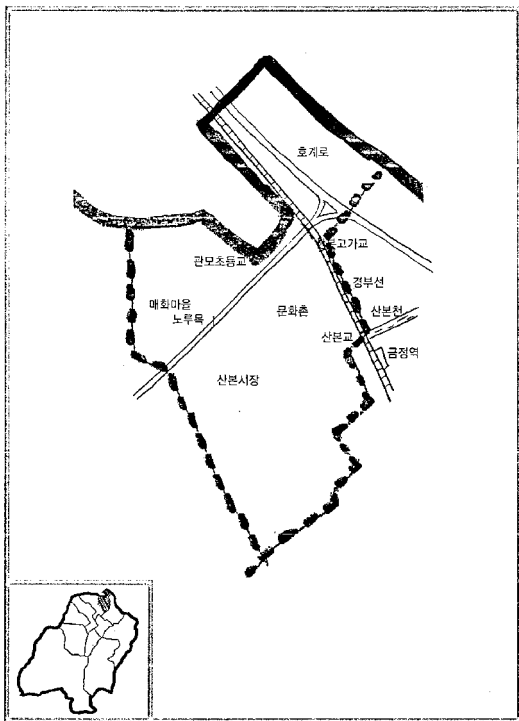 호계로
고가교
관모초등교
경부선
매화마을
노루목
문화촌
산본천
산본교
금정역
산본시장